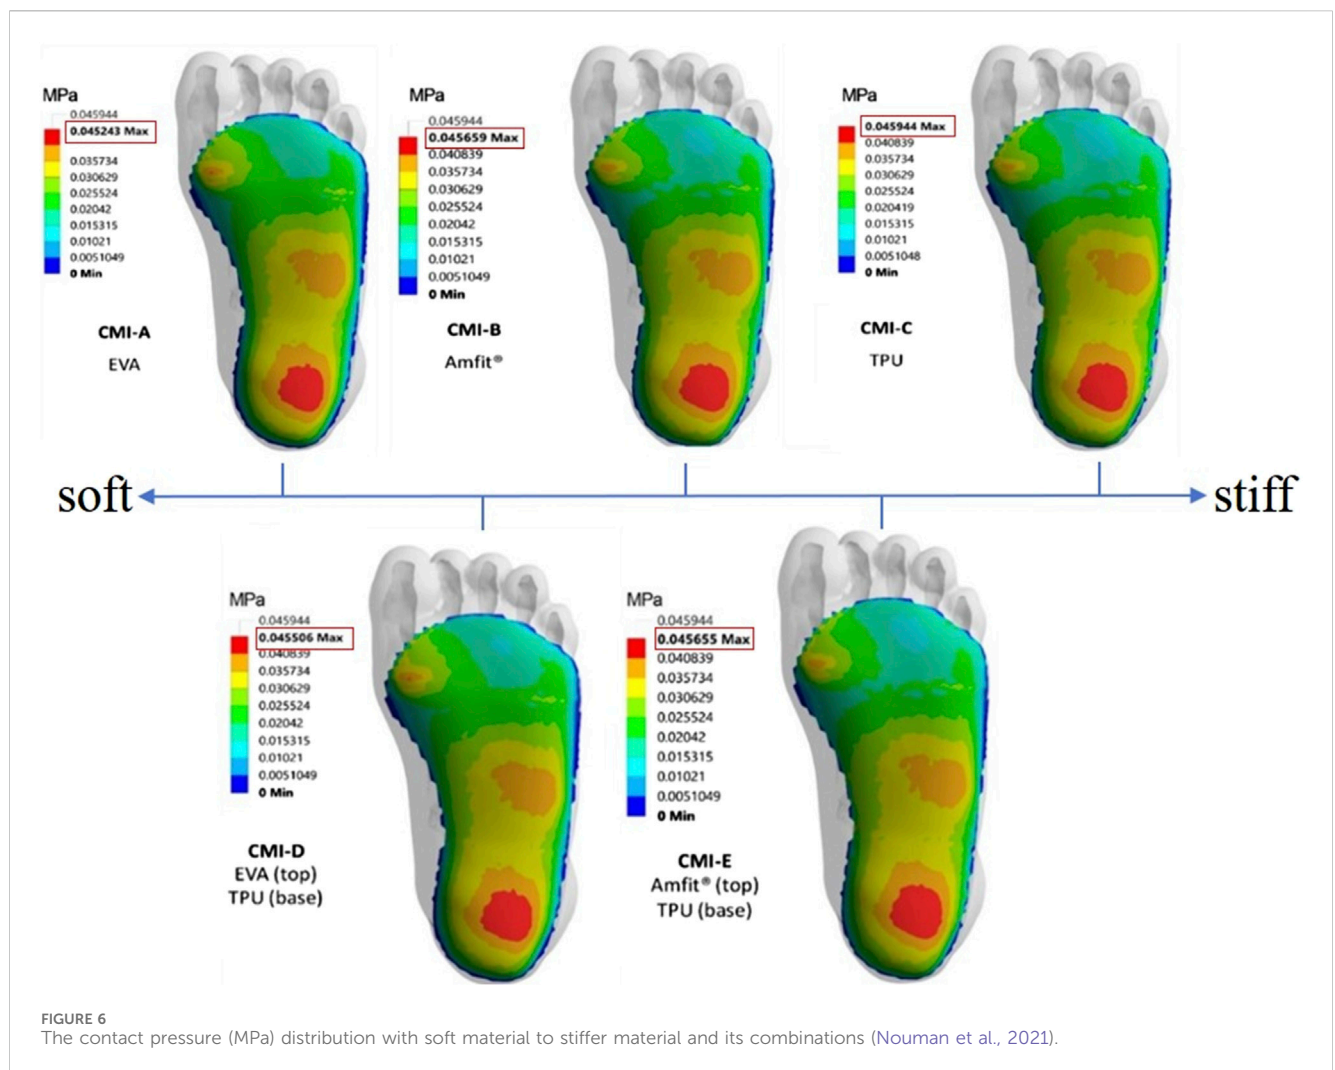 MPa
0.045944
0.045243 Max
0.035734
0.030629
0.025524
0.02042
0.015315
0.01021
0.0051049
0 Min
CMI-A
EVA
MPa
0.045944
0.045659 Max
0.040839
0.035734
0.030629
0.025524
0.02042
0.015315
0.01021
0.0051049
0 Min
CMI-B
Amfit®
MPa
0.045944 Max
0.040839
0.035734
0.030629
0.025524
0.020419
0.015315
0.01021
0.0051048
0 Min
CMI-C
TPU
soft
stiff
MPa
0.045944
0.045506 Max
0.040839
0.035734
0.030629
0.025524
0.02042
0.015315
0.01021
0.0051049
0 Min
CMI-D
EVA (top)
TPU (base)
MPa
0.045944
0.045655 Max
0.040839
0.035734
0.030629
0.025524
0.02042
0.015315
0.01021
0.0051049
0 Min
CMI-E
Amfit® (top)
TPU (base)
FIGURE 6
The contact pressure (MPa) distribution with soft material to stiffer material and its combinations (Nouman et al., 2021).